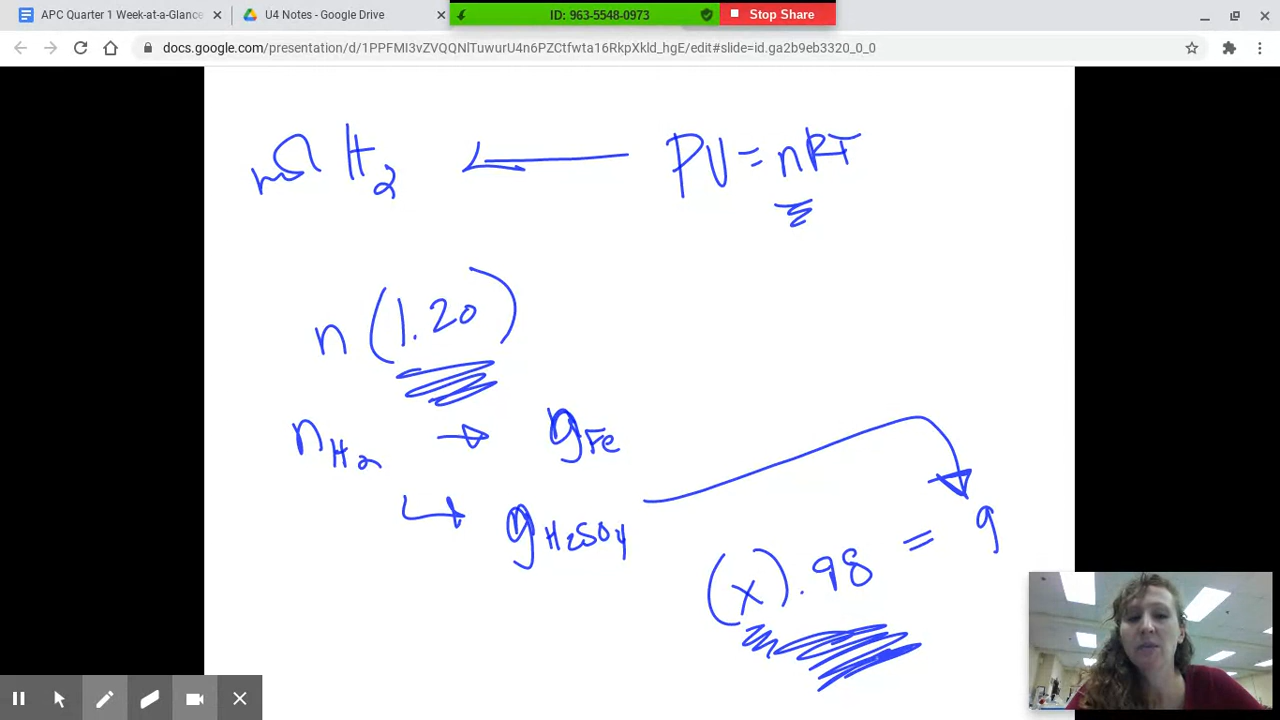 APC Quarter 1 Week-at-a-Glance
U4 Notes - Google Drive
ID: 963-5548-0973
Stop Share
docs.google.com/presentation/d/1PPFMI3vZVQQNlTuwurU4n6PZCtfwta16RkpXkld_hgE/edit#slide=id.ga2b9eb3320_0_0
mol H2 ← PV = nRT
n (1.20)
nH2 → gFe
↳ gH2SO4
(x).98 = g